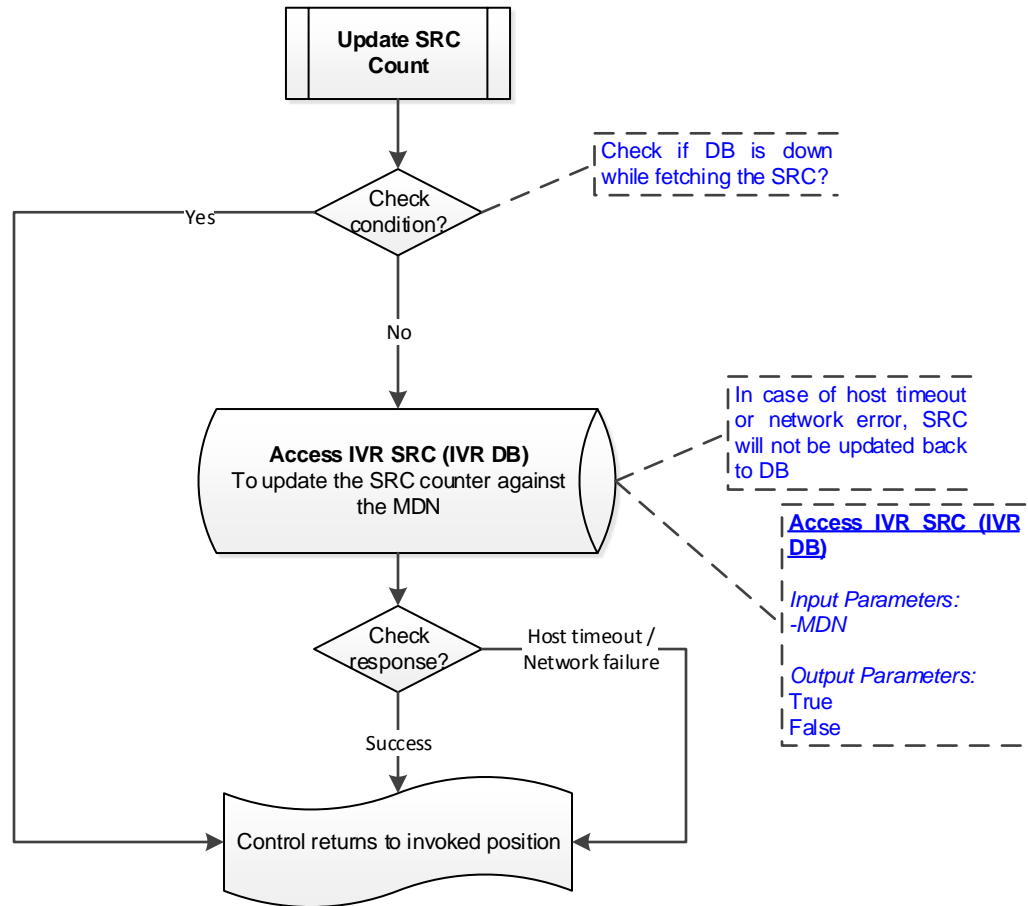 Update SRC
Count
Check if DB is down
while fetching the SRC?
Check
condition?
Yes
No
In case of host timeout
or network error, SRC
will not be updated back
to DB
Access IVR SRC (IVR DB)
To update the SRC counter against
the MDN
Access IVR SRC (IVR
DB)
Input Parameters:
-MDN
Output Parameters:
True
False
Check
response?
Host timeout /
Network failure
Success
Control returns to invoked position